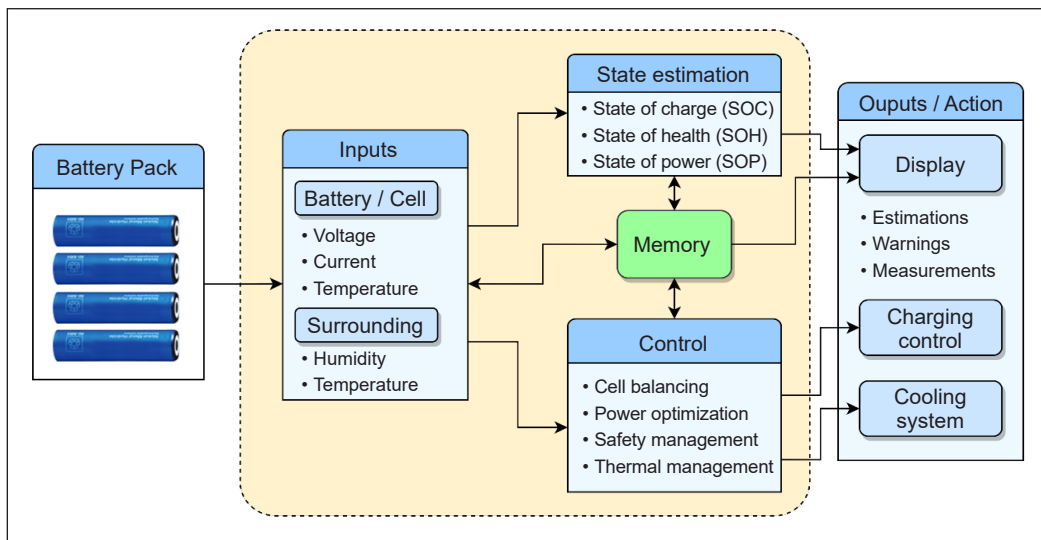 Battery Pack
Inputs
Battery / Cell
• Voltage
• Current
• Temperature
Surrounding
• Humidity
• Temperature
State estimation
• State of charge (SOC)
• State of health (SOH)
• State of power (SOP)
Memory
Control
• Cell balancing
• Power optimization
• Safety management
• Thermal management
Ouputs / Action
Display
• Estimations
• Warnings
• Measurements
Charging
control
Cooling
system